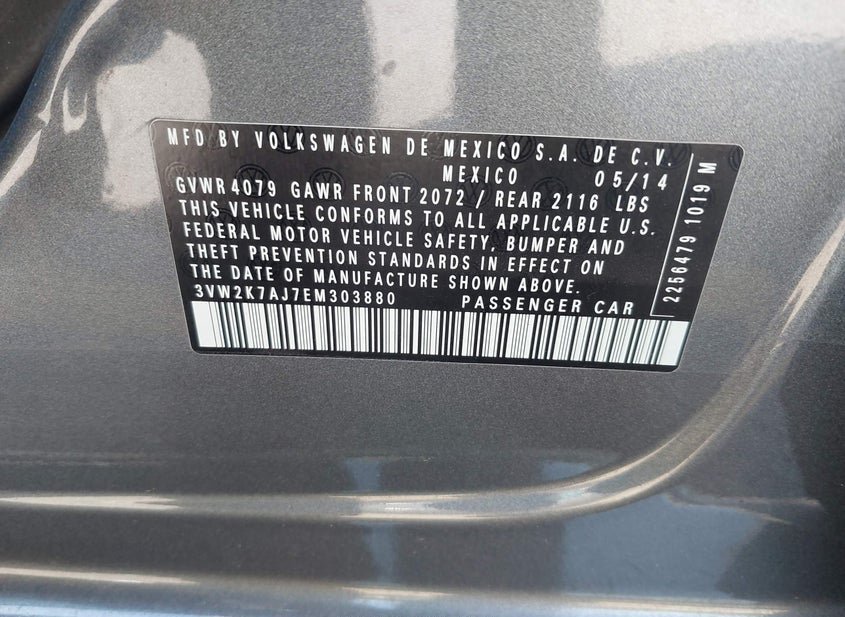 MFD BY VOLKSWAGEN DE MEXICO S.A. DE C.V.
MEXICO 05/14
GVWR 4079 GAWR FRONT 2072 / REAR 2116 LBS
THIS VEHICLE CONFORMS TO ALL APPLICABLE U.S.
FEDERAL MOTOR VEHICLE SAFETY, BUMPER AND
THEFT PREVENTION STANDARDS IN EFFECT ON
THE DATE OF MANUFACTURE SHOWN ABOVE.
3VW2K7AJ7EM303880 PASSENGER CAR
2256479 1019 M